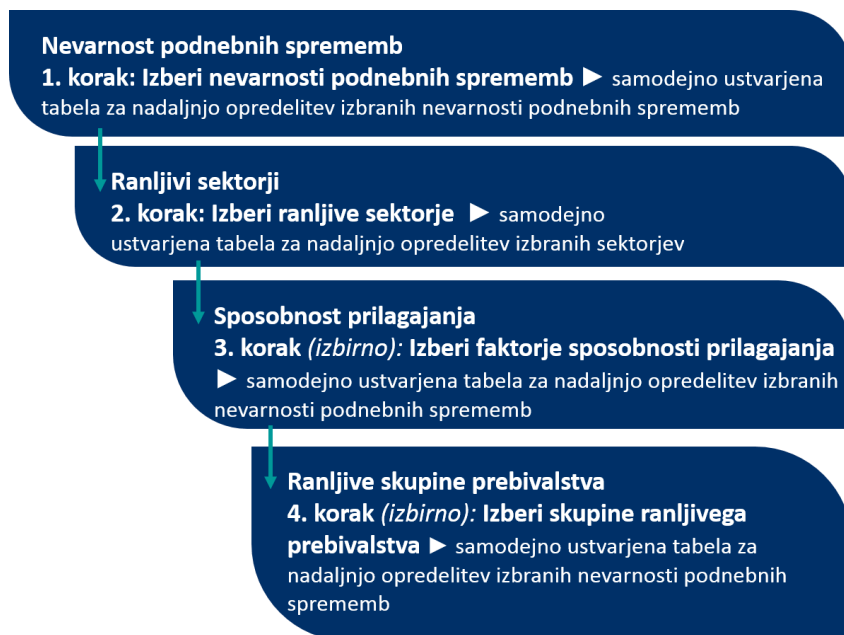 Nevarnost podnebnih sprememb
1. korak: Izberi nevarnosti podnebnih sprememb ► samodejno ustvarjena
tabela za nadaljnjo opredelitev izbranih nevarnosti podnebnih sprememb
Ranljivi sektorji
2. korak: Izberi ranljive sektorje ► samodejno
ustvarjena tabela za nadaljnjo opredelitev izbranih sektorjev
Sposobnost prilagajanja
3. korak (izbirno): Izberi faktorje sposobnosti prilagajanja
► samodejno ustvarjena tabela za nadaljnjo opredelitev izbranih
nevarnosti podnebnih sprememb
Ranljive skupine prebivalstva
4. korak (izbirno): Izberi skupine ranljivega
prebivalstva ► samodejno ustvarjena tabela za
nadaljnjo opredelitev izbranih nevarnosti podnebnih
sprememb